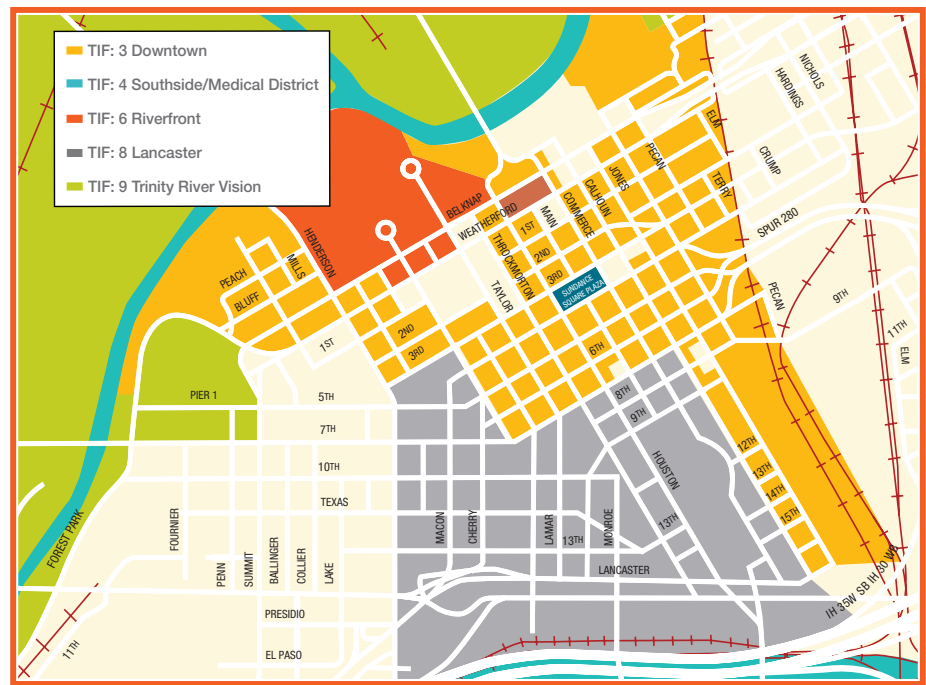 TIF: 3 Downtown
TIF: 4 Southside/Medical District
TIF: 6 Riverfront
TIF: 8 Lancaster
TIF: 9 Trinity River Vision
NICHOLS
HARDINGS
ELM
CRUMP
PECAN
JONES
TERRY
CALHOUN
COMMERCE
MAIN
BELKNAP
WEATHERFORD
SPUR 280
1ST
2ND
3RD
THROCKMORTON
TAYLOR
SUNDANCE
SQUARE PLAZA
HENDERSON
MILLS
PEACH
BLUFF
PECAN
9TH
11TH
ELM
1ST
2ND
3RD
6TH
PIER 1
5TH
7TH
8TH
9TH
10TH
TEXAS
HOUSTON
12TH
13TH
14TH
15TH
FOREST PARK
FOURNIER
PENN
SUMMIT
BALLINGER
COLLIER
LAKE
MACON
CHERRY
LAMAR
13TH
MONROE
13TH
LANCASTER
IH 35W SB IH 30 WB
PRESIDIO
11TH
EL PASO